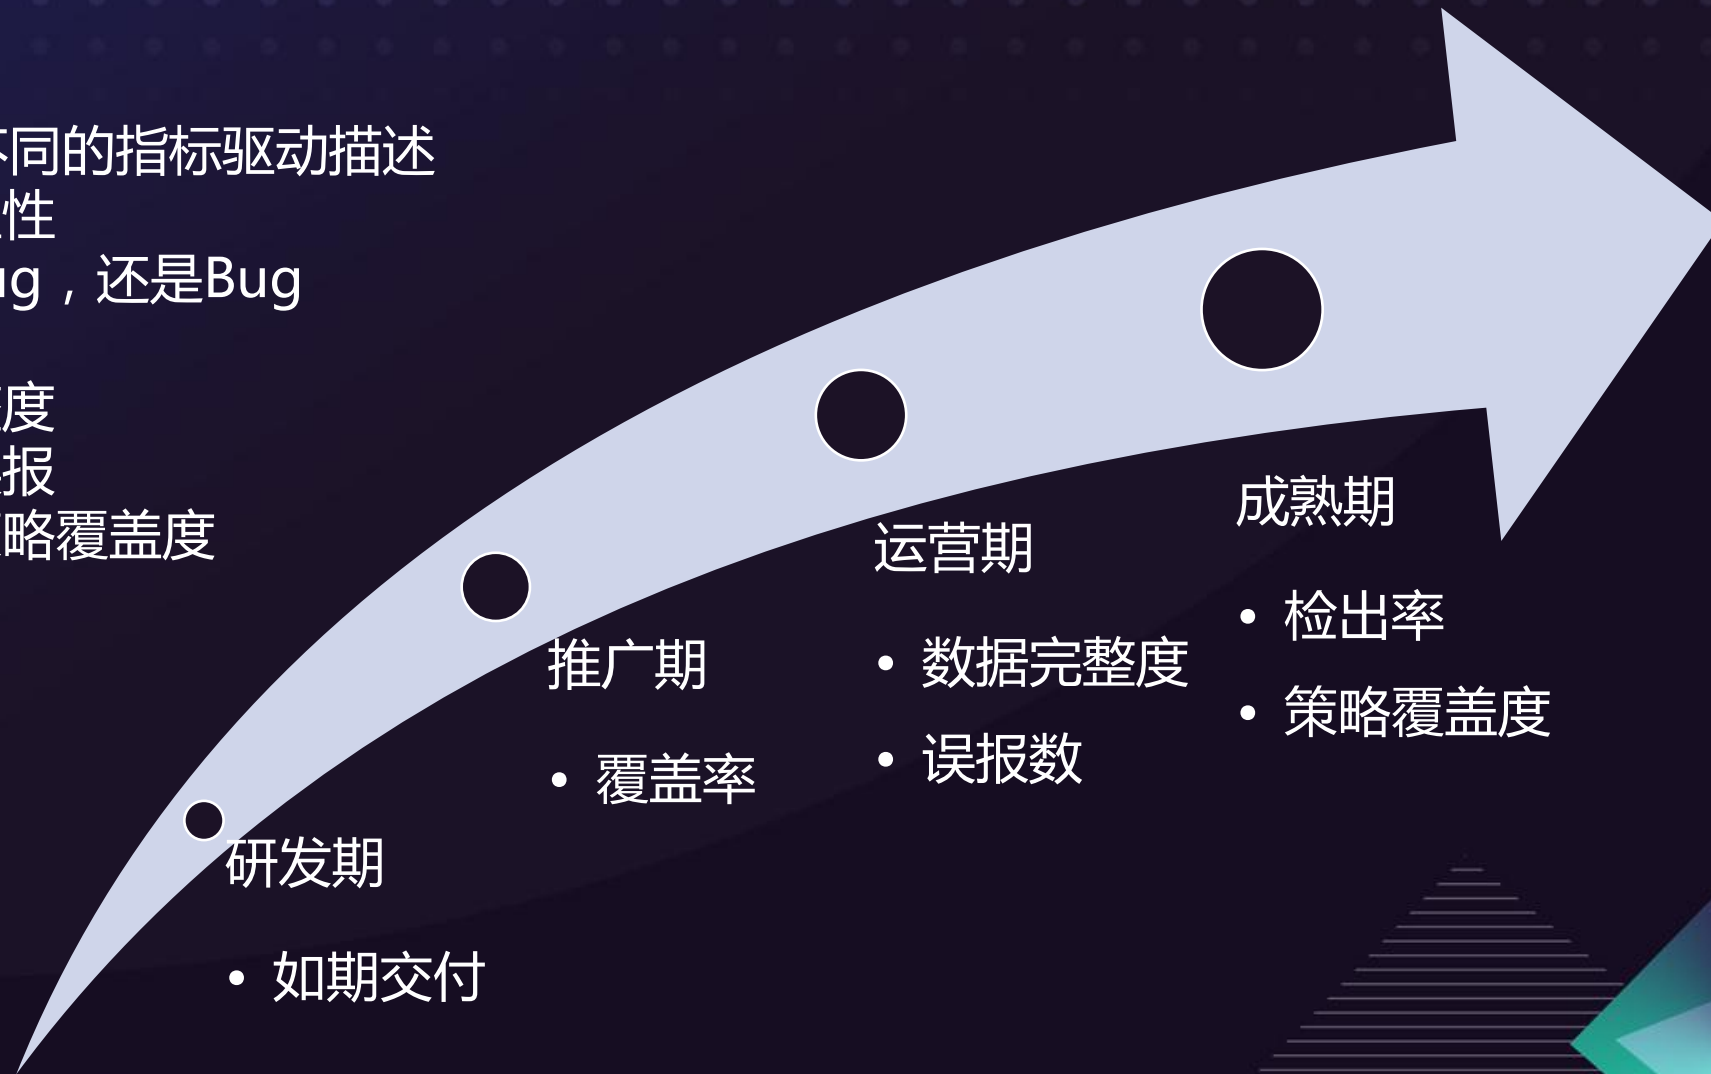 不同的指标驱动描述
性
ug，还是Bug
度
报
略覆盖度
成熟期
• 检出率
• 策略覆盖度
运营期
• 数据完整度
• 误报数
推广期
• 覆盖率
研发期
• 如期交付